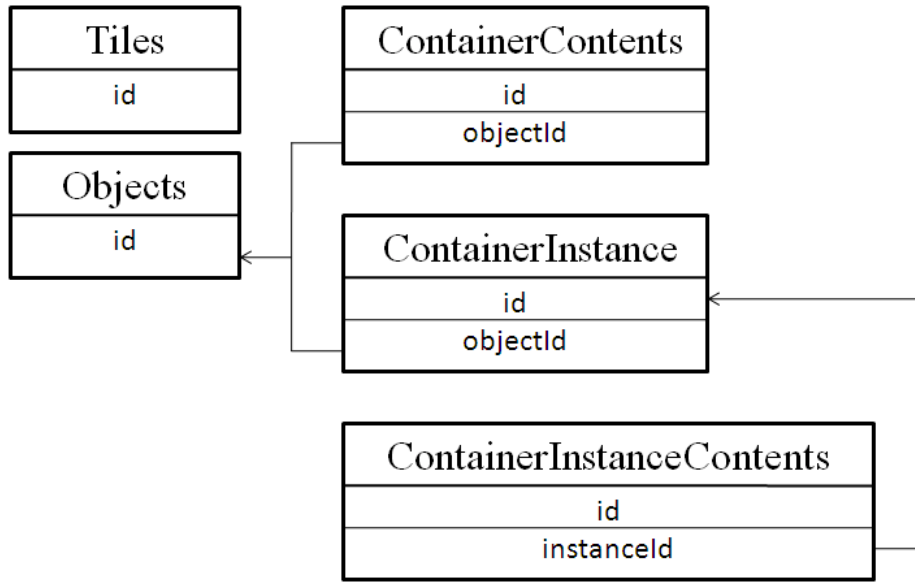 Tiles
id
Objects
id
ContainerContents
id
objectId
ContainerInstance
id
objectId
ContainerInstanceContents
id
instanceId